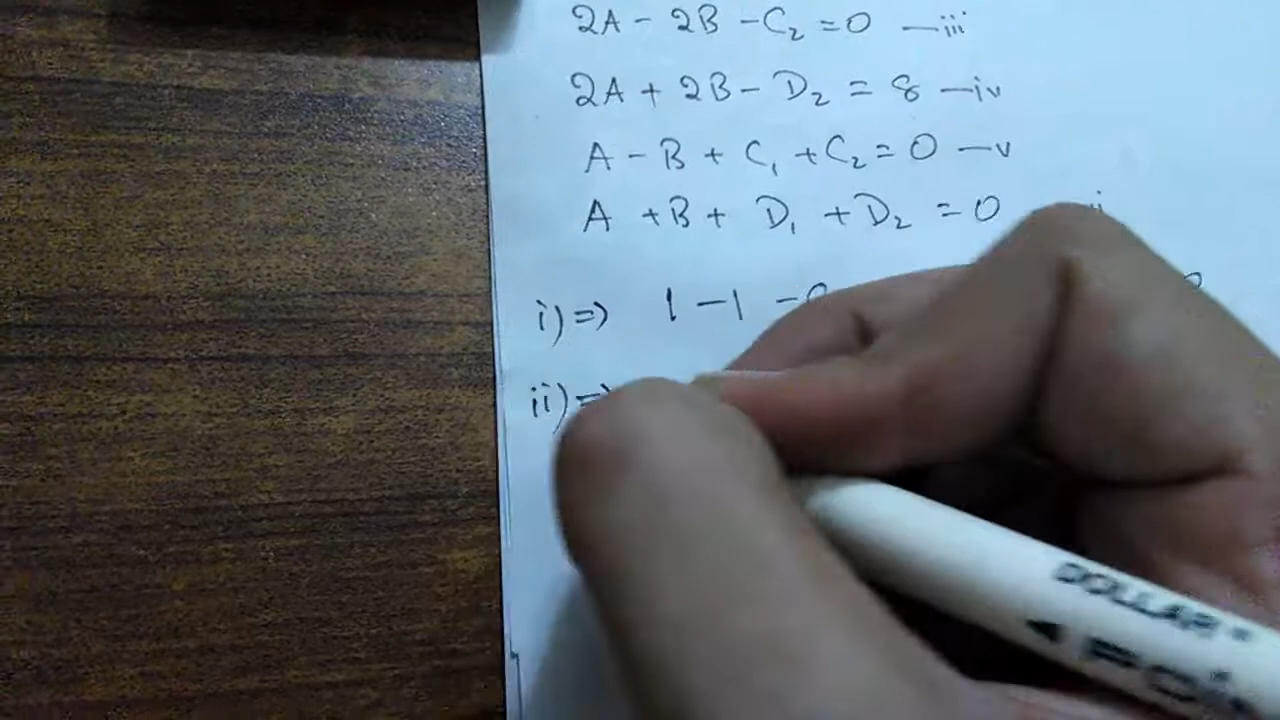 2A - 2B - C₂ = 0 — iii
2A + 2B - D₂ = 8 — iv
A - B + C₁ + C₂ = 0 — v
A + B + D₁ + D₂ = 0
i) => 1 - 1 -
ii) =>
DOLLAR